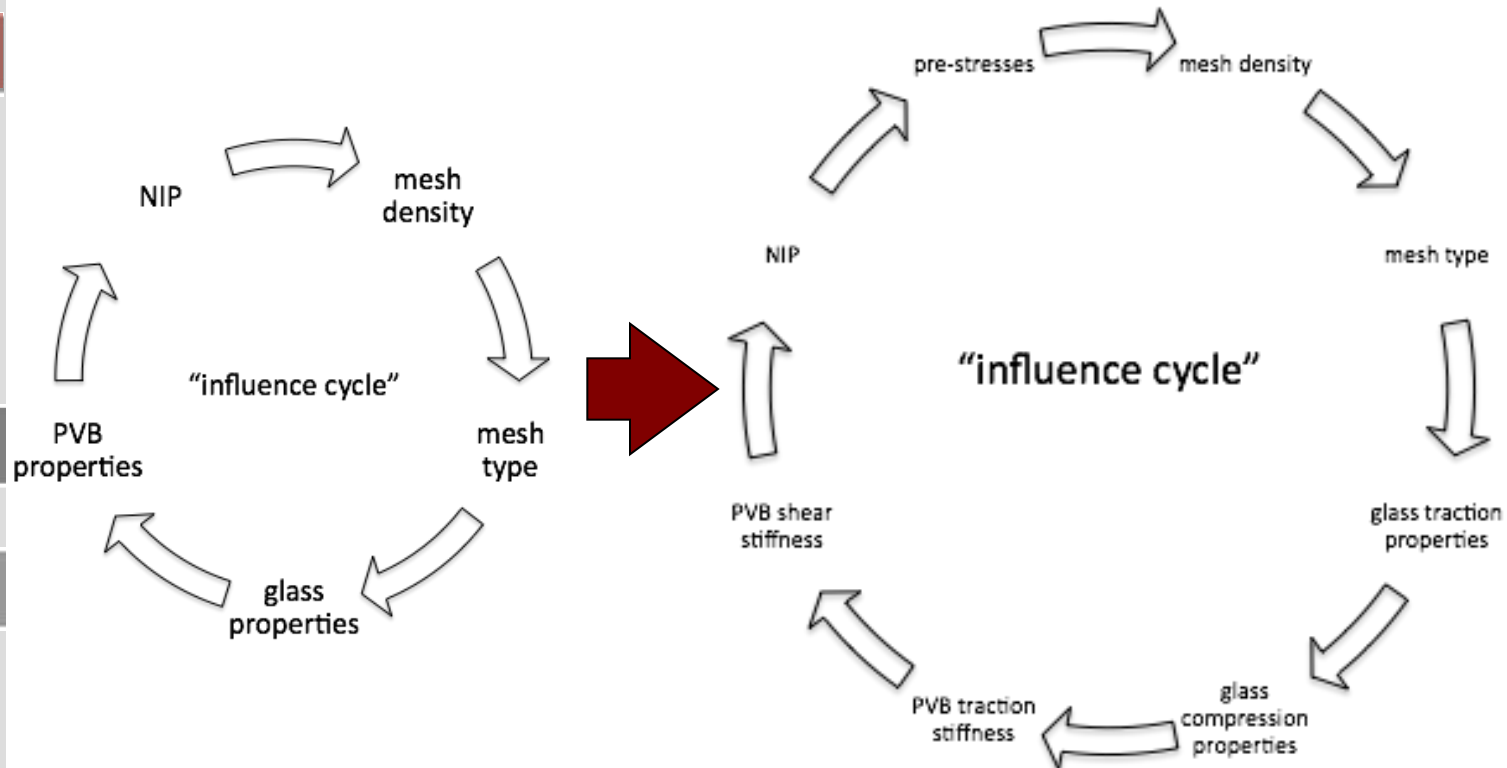 NIP
mesh
density
mesh
type
glass
properties
PVB
properties
“influence cycle”
pre-stresses
mesh density
mesh type
glass traction
properties
glass
compression
properties
PVB traction
stiffness
PVB shear
stiffness
NIP
“influence cycle”